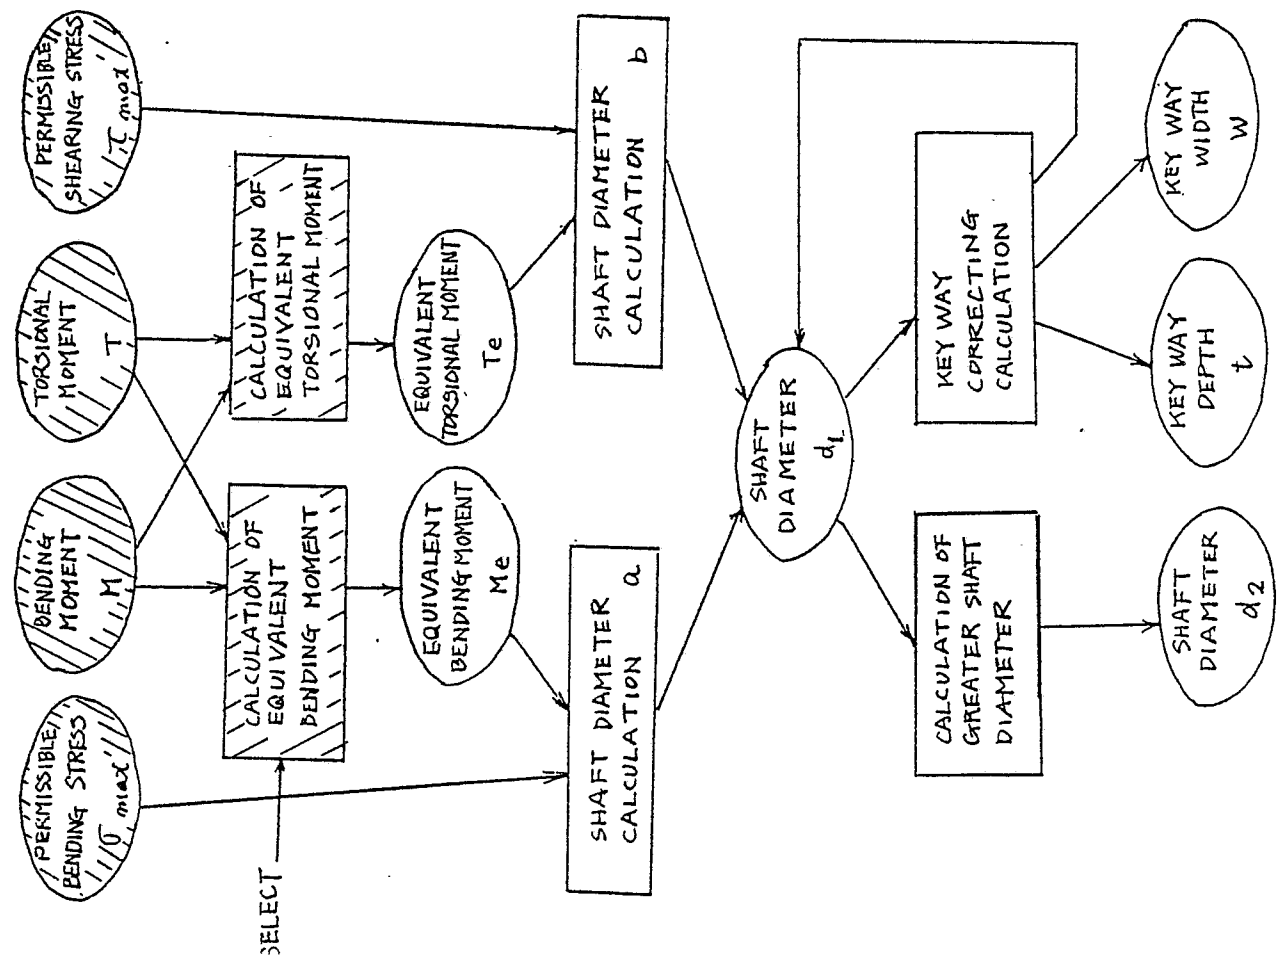 PERMISSIBLE
BENDING STRESS
σ max
BENDING
MOMENT
M
TORSIONAL
MOMENT
T
PERMISSIBLE
SHEARING STRESS
τ max
SELECT
CALCULATION OF
EQUIVALENT
BENDING MOMENT
CALCULATION OF
EQUIVALENT
TORSIONAL MOMENT
EQUIVALENT
BENDING MOMENT
Me
EQUIVALENT
TORSIONAL MOMENT
Te
SHAFT DIAMETER
CALCULATION a
SHAFT DIAMETER
CALCULATION b
SHAFT
DIAMETER
d1
CALCULATION OF
GREATER SHAFT
DIAMETER
KEY WAY
CORRECTING
CALCULATION
SHAFT
DIAMETER
d2
KEY WAY
DEPTH
t
KEY WAY
WIDTH
W